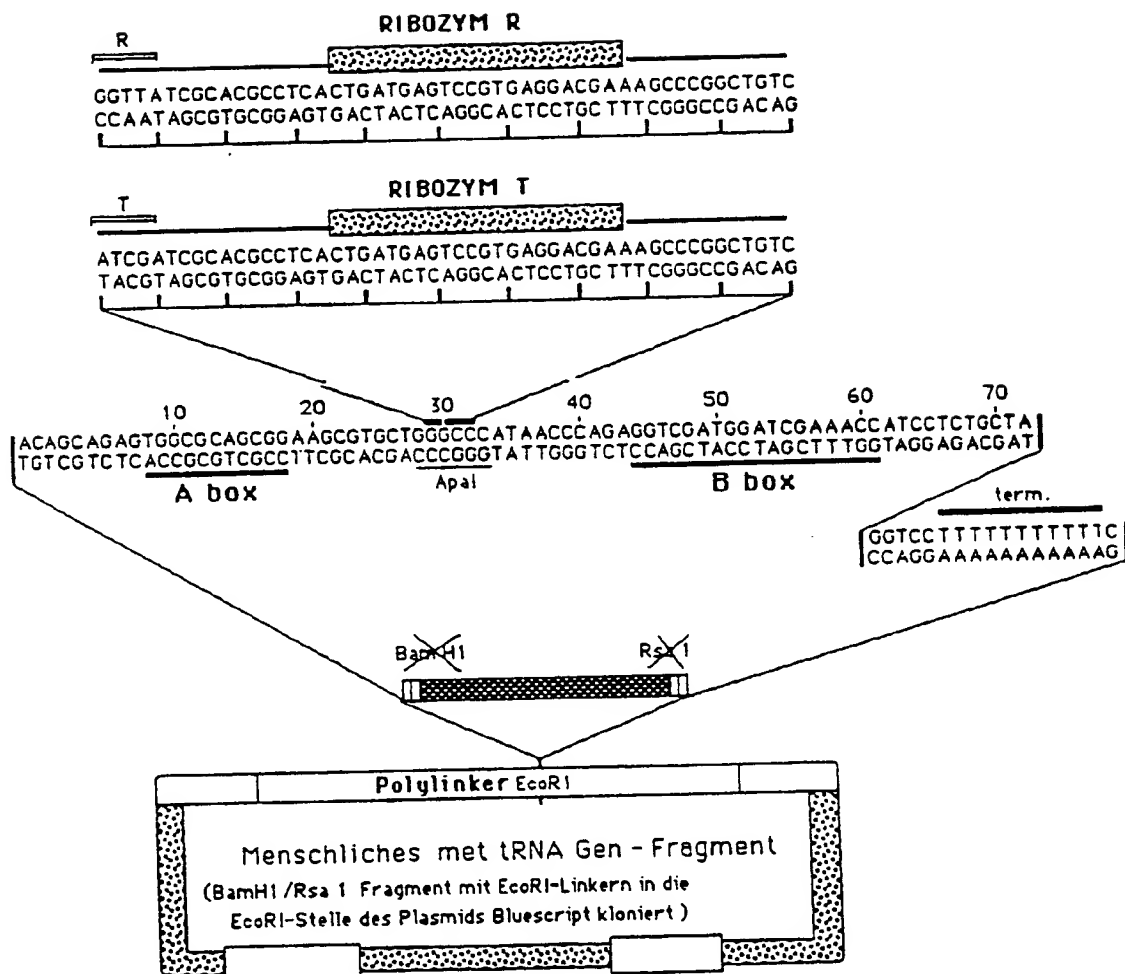 RIBOZYM R
R
GGTTATCGCACGCCTCACTGATGAGTCCGTGAGGACGAAAGCCCGGCTGTC
CCAATAGCGTGCGGAGTGACTACTCAGGCACTCCTGCTTTCGGGCCGACAG
RIBOZYM T
T
ATCGATCGCACGCCTCACTGATGAGTCCGTGAGGACGAAAGCCCGGCTGTC
TACGTAGCGTGCGGAGTGACTACTCAGGCACTCCTGCTTTCGGGCCGACAG
10 20 30 40 50 60 70
ACAGCAGAGTGGCGCAGCGGAAGCGTGCTGGGCCCATAACCCAGAGGTCGATGGATCGAAACCATCCTCTGCTA
TGTCGTCTCACCGCGTCGCCTTCGCACGACCCGGGTATTGGGTCTCCAGCTACCTAGCTTTGGTAGGAGACGAT
A box ApaI B box
term.
GGTCCTTTTTTTTTTTC
CCAGGAAAAAAAAAAAG
BamH1 Rsa 1
Polylinker EcoRI
Menschliches met tRNA Gen-Fragment
(BamH1/Rsa 1 Fragment mit EcoRI-Linkern in die
EcoRI-Stelle des Plasmids Bluescript kloniert)